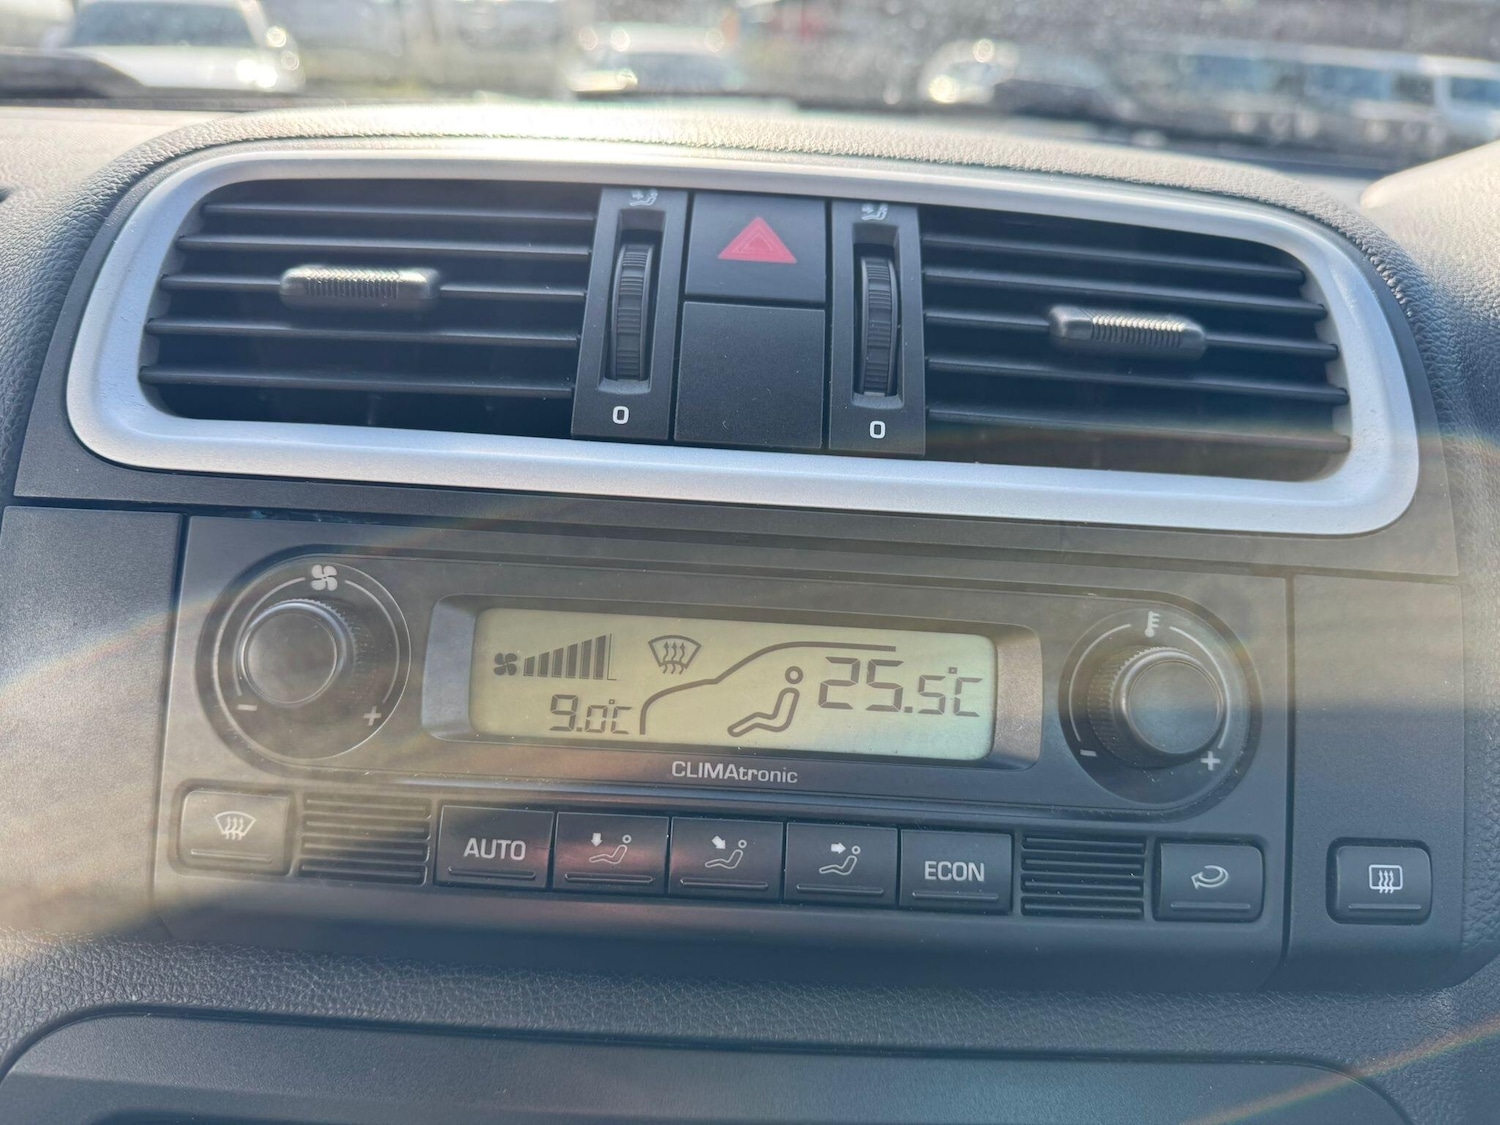 0
0
9.0°C
25.5°C
- +
- +
CLIMAtronic
AUTO
ECON